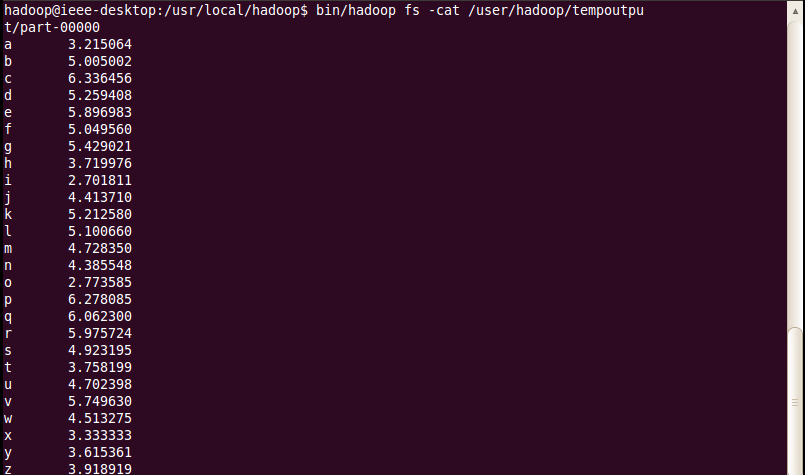 hadoop@ieee-desktop:/usr/local/hadoop$ bin/hadoop fs -cat /user/hadoop/tempoutpu
t/part-00000
a	3.215064
b	5.005002
c	6.336456
d	5.259408
e	5.896983
f	5.049560
g	5.429021
h	3.719976
i	2.701811
j	4.413710
k	5.212580
l	5.100660
m	4.728350
n	4.385548
o	2.773585
p	6.278085
q	6.062300
r	5.975724
s	4.923195
t	3.758199
u	4.702398
v	5.749630
w	4.513275
x	3.333333
y	3.615361
z	3.918919